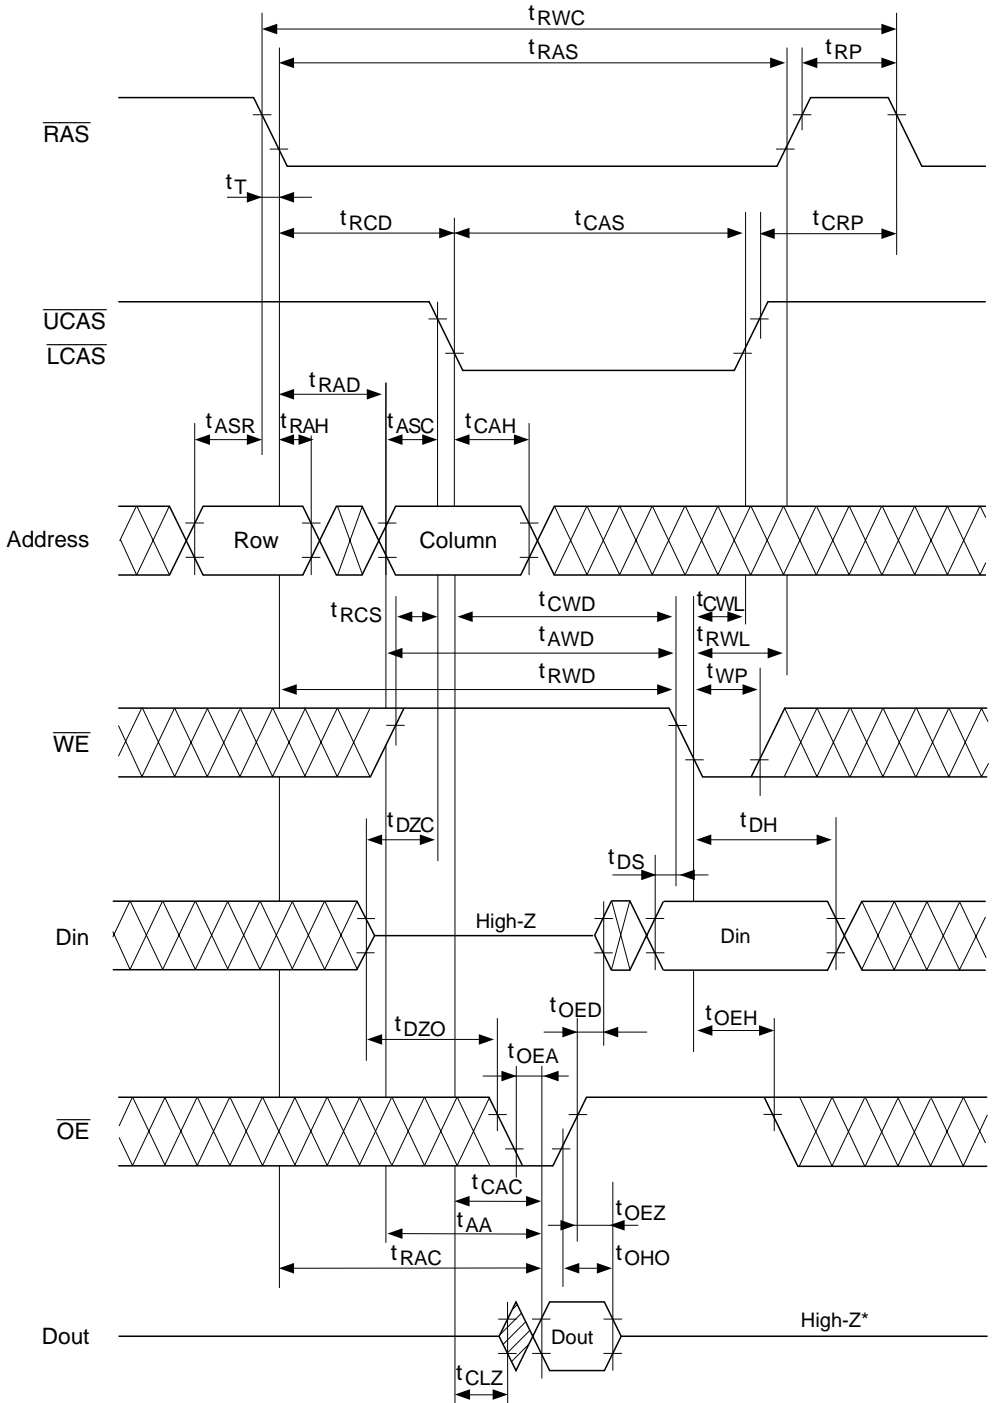 tRWC
tRAS
tRP
RAS
tT
tRCD
tCAS
tCRP
UCAS
LCAS
tRAD
tASR
tRAH
tASC
tCAH
Address
Row
Column
tRCS
tCWD
tCWL
tAWD
tRWL
tRWD
tWP
WE
tDZC
tDH
tDS
Din
High-Z
Din
tDZO
tOED
tOEH
tOEA
OE
tCAC
tOEZ
tAA
tRAC
tOHO
Dout
Dout
High-Z*
tCLZ